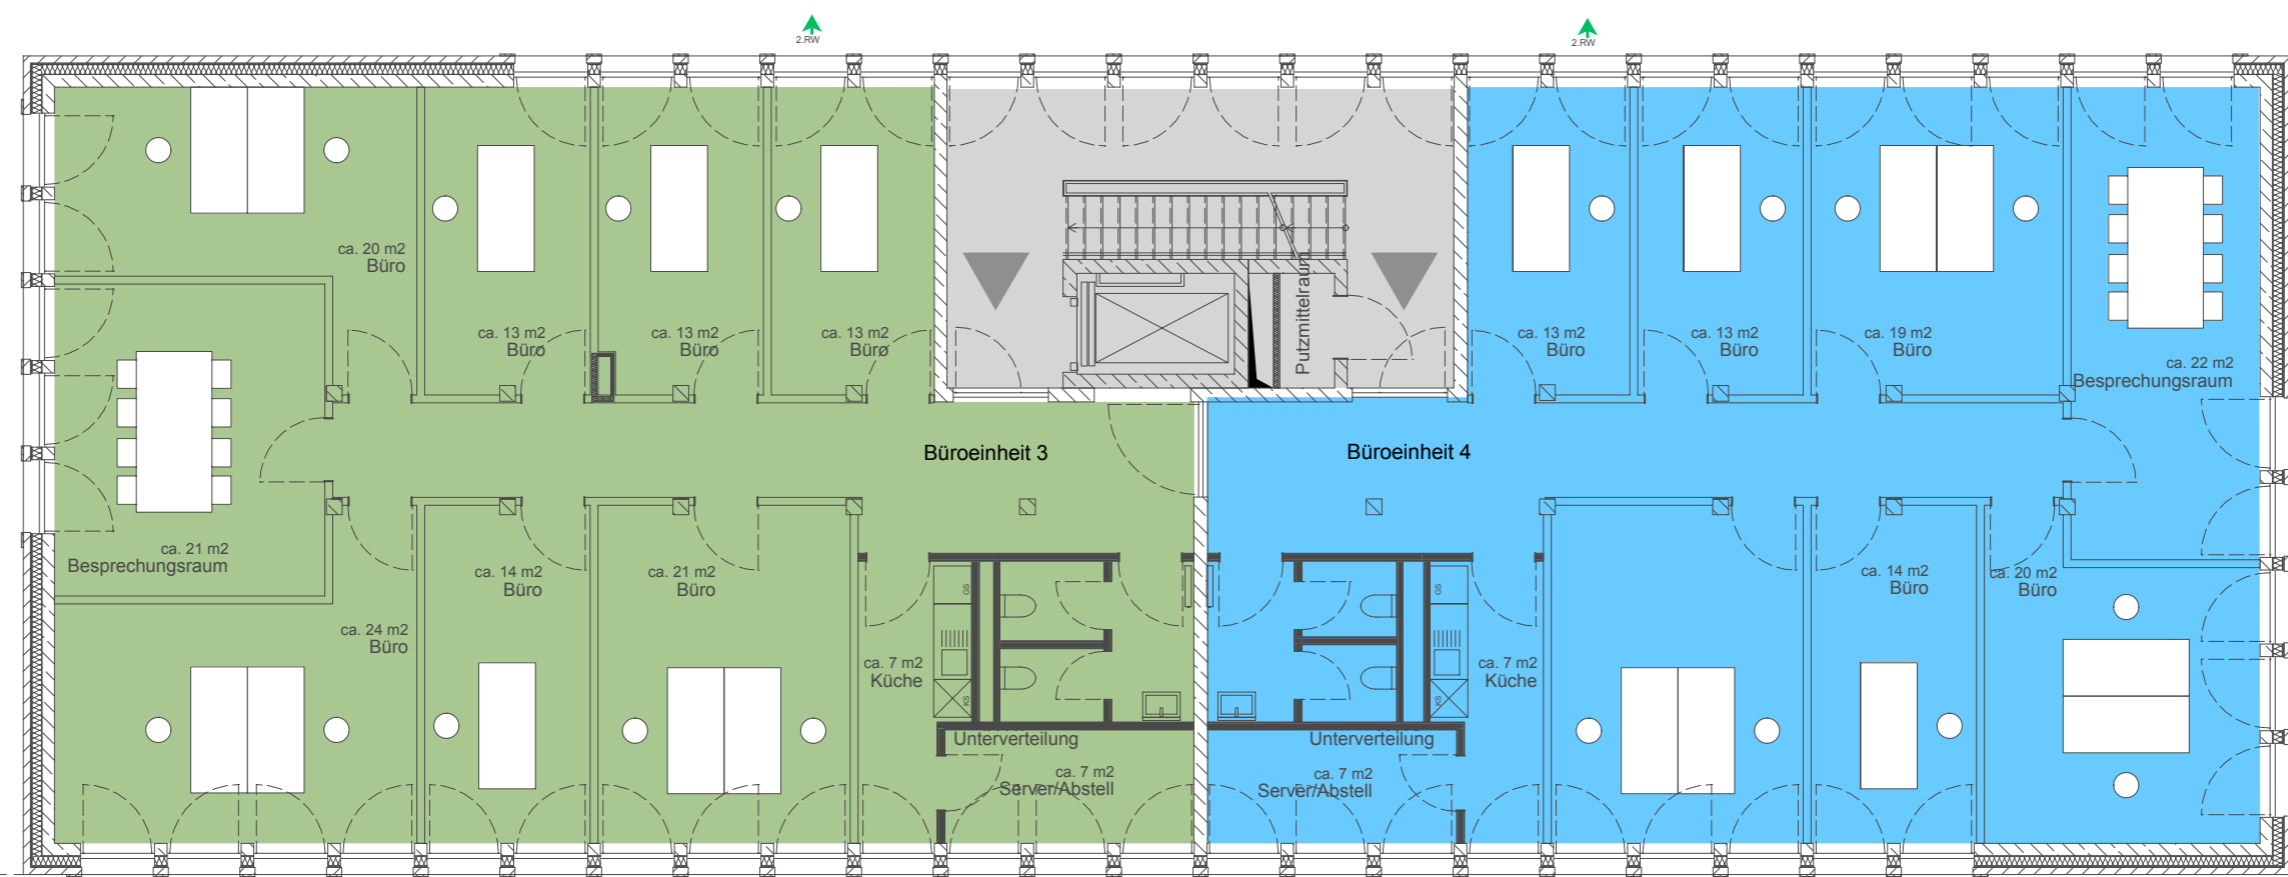 2.RW
2.RW
ca. 20 m2
Büro
ca. 13 m2
Büro
ca. 13 m2
Büro
ca. 13 m2
Büro
Putzmittelraum
ca. 13 m2
Büro
ca. 13 m2
Büro
ca. 19 m2
Büro
ca. 22 m2
Besprechungsraum
Büroeinheit 3
Büroeinheit 4
ca. 21 m2
Besprechungsraum
ca. 24 m2
Büro
ca. 14 m2
Büro
ca. 21 m2
Büro
ca. 7 m2
Küche
GS
KS
GS
KS
ca. 7 m2
Küche
ca. 14 m2
Büro
ca. 20 m2
Büro
Unterverteilung
ca. 7 m2
Server/Abstell
Unterverteilung
ca. 7 m2
Server/Abstell